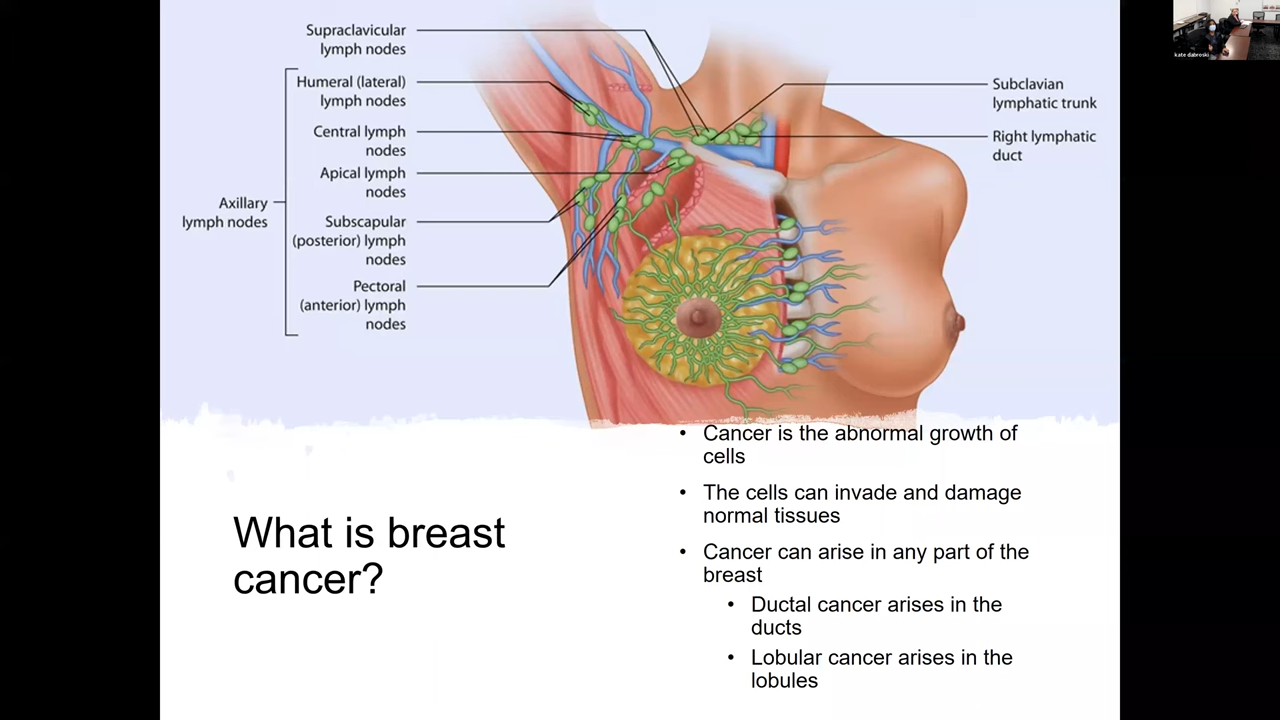 Supraclavicular
lymph nodes
Humeral (lateral)
lymph nodes
Central lymph
nodes
Apical lymph
nodes
Axillary
lymph nodes
Subscapular
(posterior) lymph
nodes
Pectoral
(anterior) lymph
nodes
Subclavian
lymphatic trunk
Right lymphatic
duct
kate dabroski
What is breast
cancer?
• Cancer is the abnormal growth of
cells
• The cells can invade and damage
normal tissues
• Cancer can arise in any part of the
breast
• Ductal cancer arises in the
ducts
• Lobular cancer arises in the
lobules